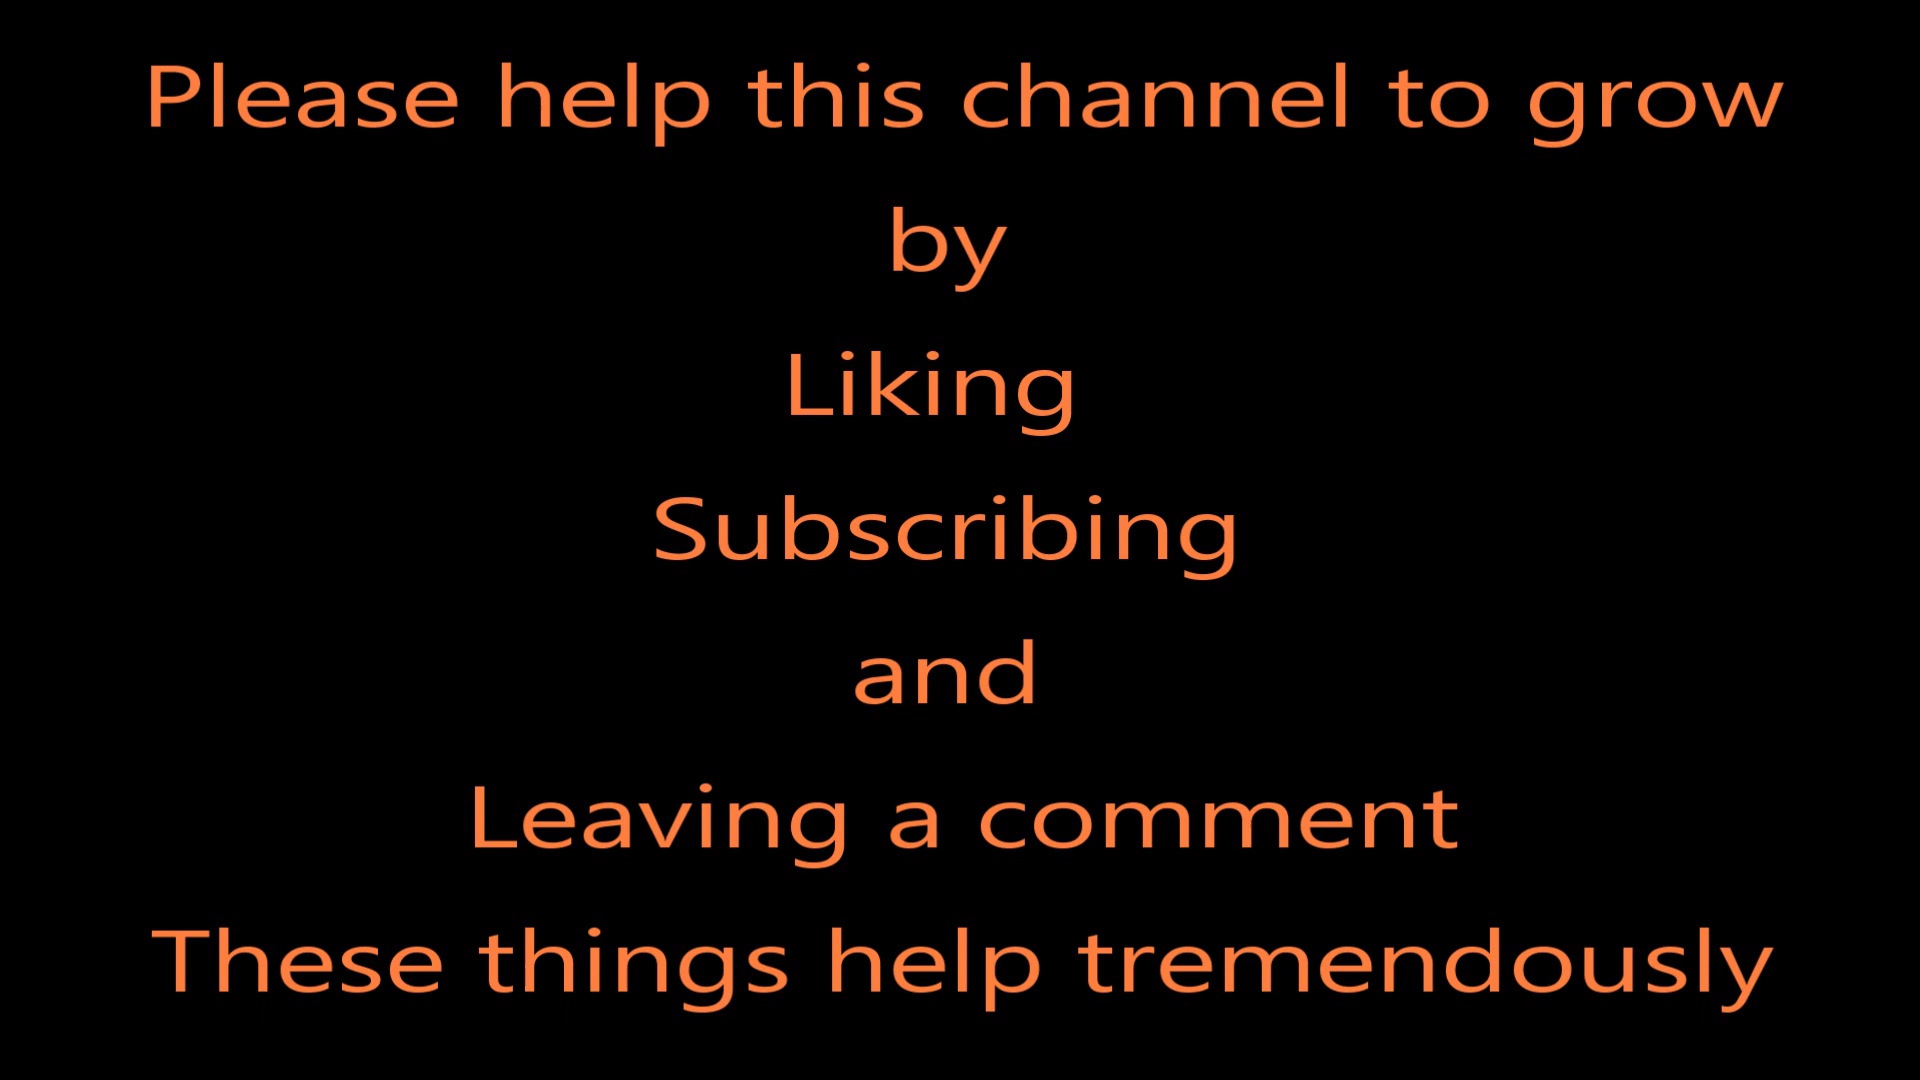 Please help this channel to grow
by
Liking
Subscribing
and
Leaving a comment
These things help tremendously